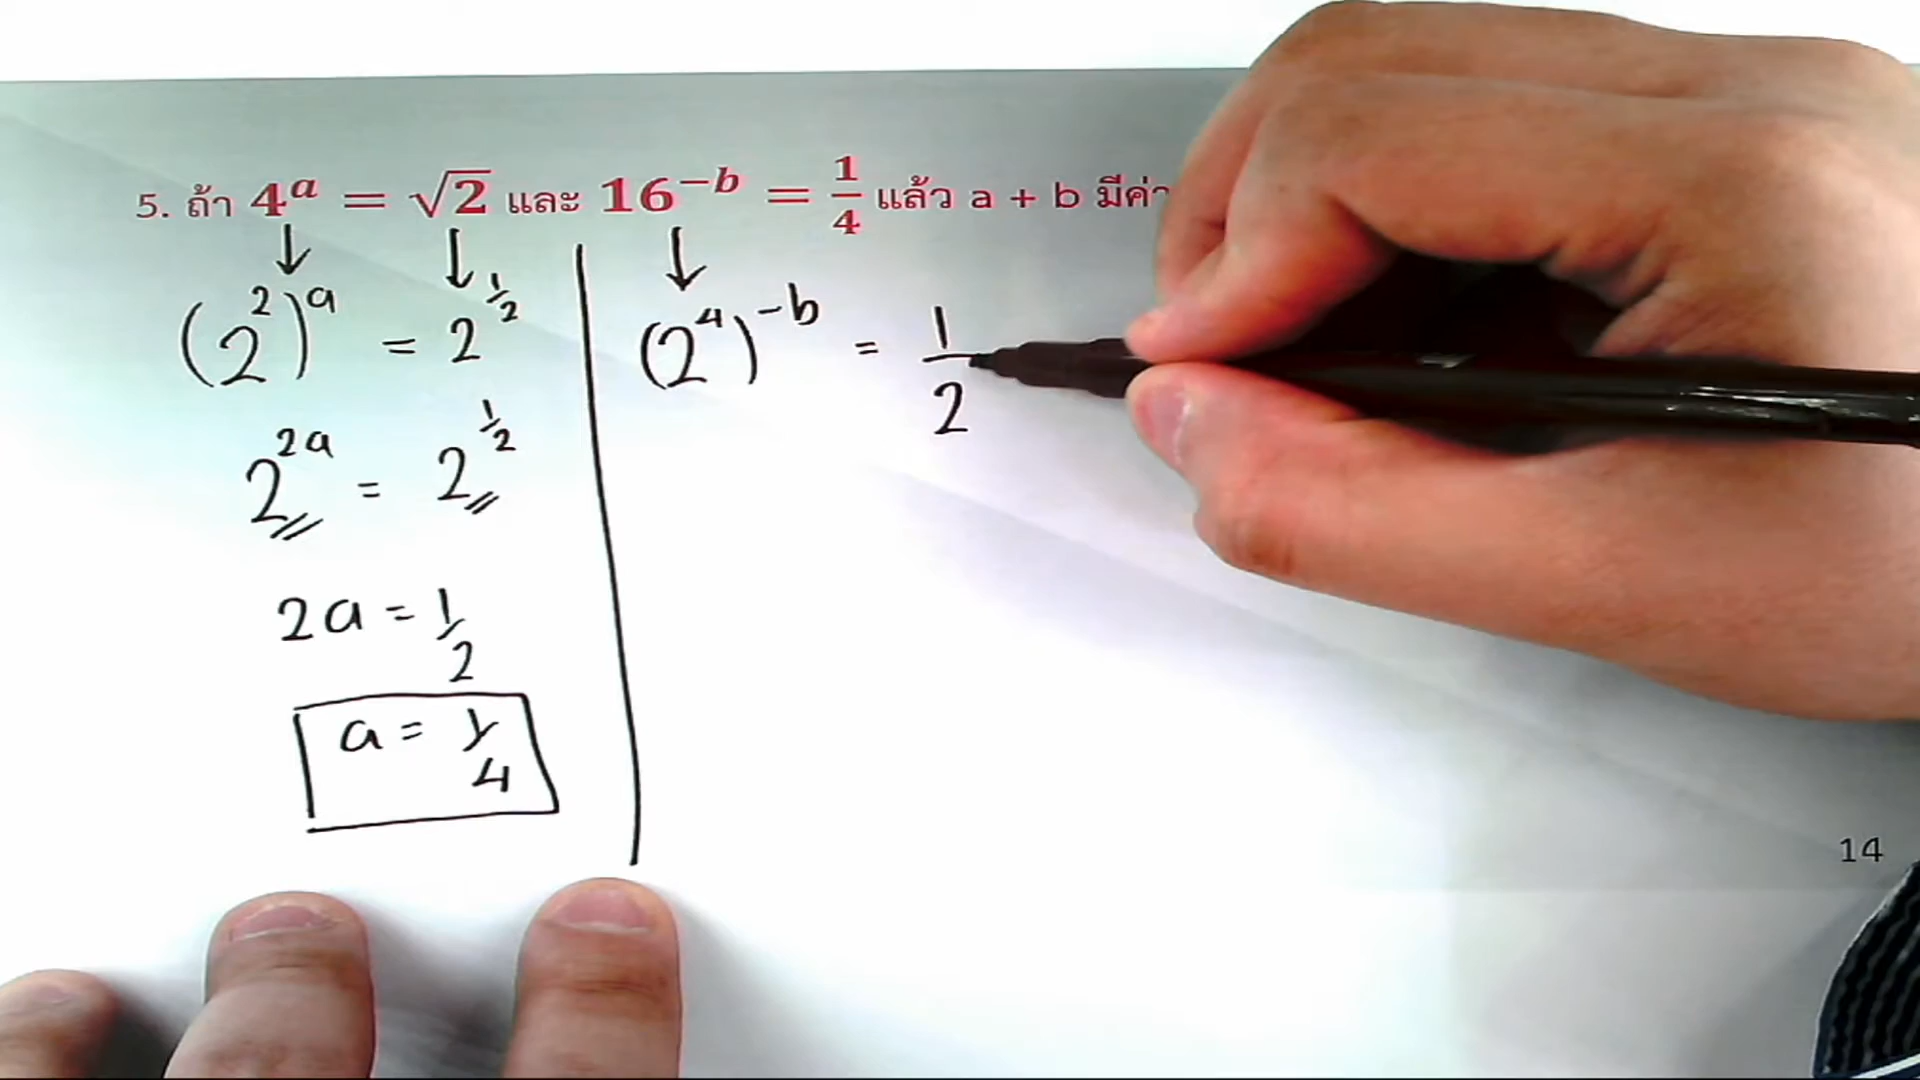 5. ถ้า 4^a = √2 และ 16^−b = 1/4 แล้ว a + b มีค่า
(2^2)^a = 2^1/2
2^2a = 2^1/2
2a = 1/2
a = 1/4
(2^4)^-b = 1/2
14